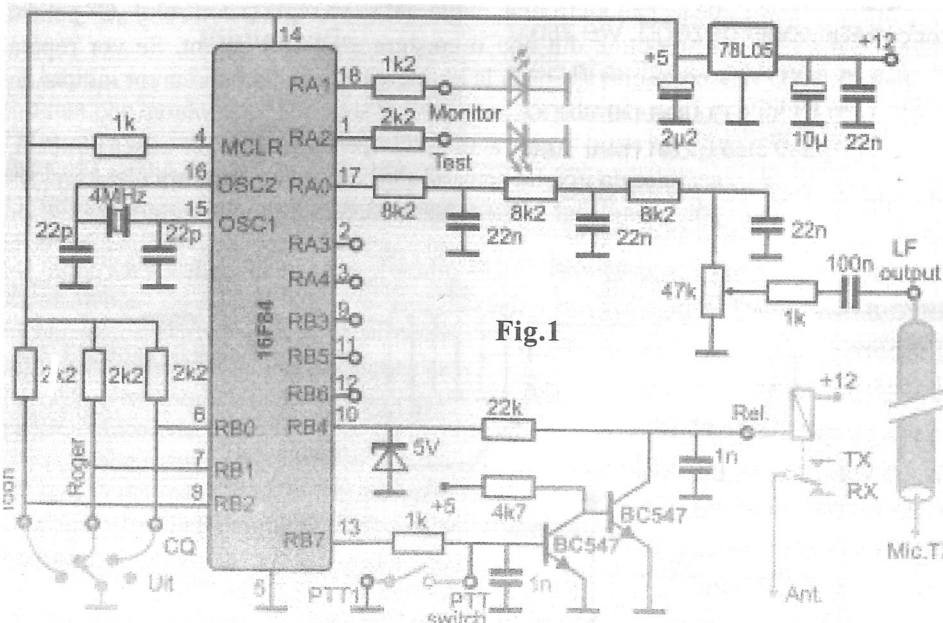 14
+5
78L05
+12
18
RA1
1k2
Monitor
2µ2
10µ
22n
1
RA2
2k2
Test
1k
4
MCLR
16
OSC2
4MHz
15
OSC1
22p
22p
17
RA0
8k2
8k2
8k2
22n
22n
22n
2
RA3
3
RA4
9
RB3
11
RB5
12
RB6
10
RB4
16F84
47k
1k
100n
LF
output
Fig.1
2k2
2k2
2k2
6
RB0
7
RB1
8
RB2
Icon
Roger
CQ
Uit
5
22k
5V
+5
4k7
BC547
BC547
1n
Rel.
+12
TX
RX
Ant.
13
RB7
1k
1n
PTT1
PTT
switch